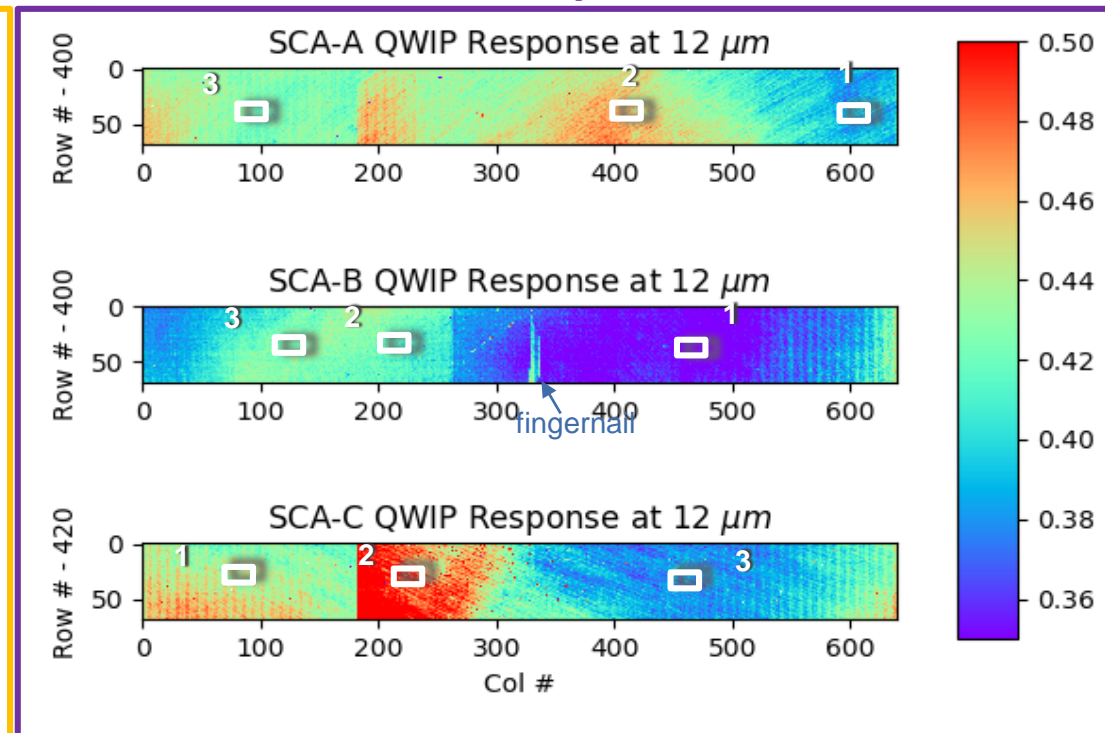 SCA-A QWIP Response at 12 μm
Row # - 400
0
50
3
2
1
0 100 200 300 400 500 600
SCA-B QWIP Response at 12 μm
Row # - 400
0
50
3
2
1
0 100 200 300 400 500 600
fingernail
SCA-C QWIP Response at 12 μm
Row # - 420
0
50
1
2
3
0 100 200 300 400 500 600
Col #
0.50
0.48
0.46
0.44
0.42
0.40
0.38
0.36